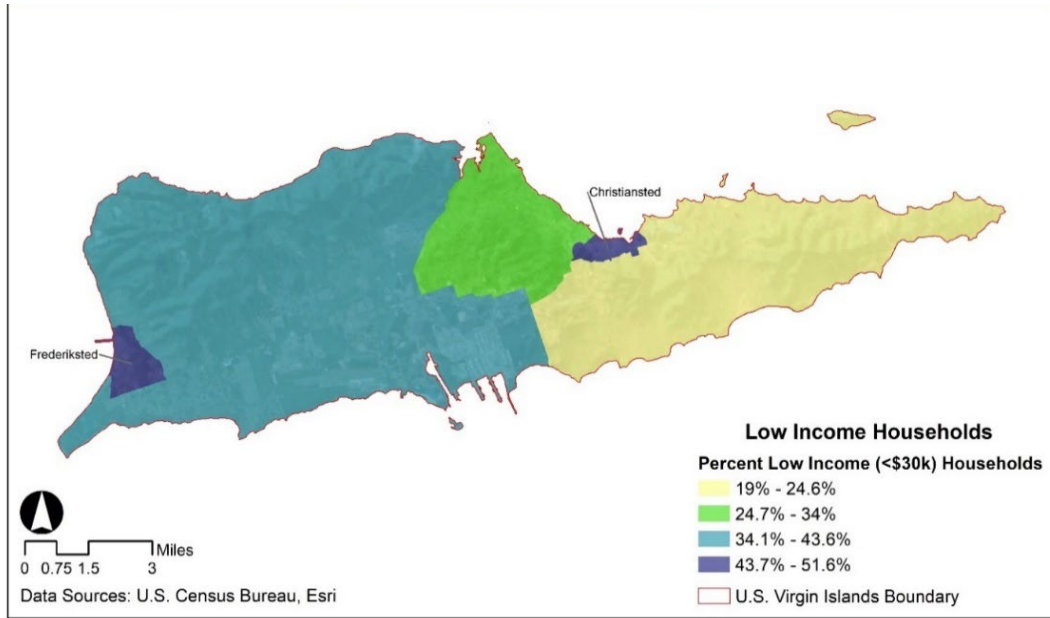 Christiansted
Frederiksted
Low Income Households
Percent Low Income (<$30k) Households
19% - 24.6%
24.7% - 34%
34.1% - 43.6%
43.7% - 51.6%
U.S. Virgin Islands Boundary
Miles
0 0.75 1.5 3
Data Sources: U.S. Census Bureau, Esri